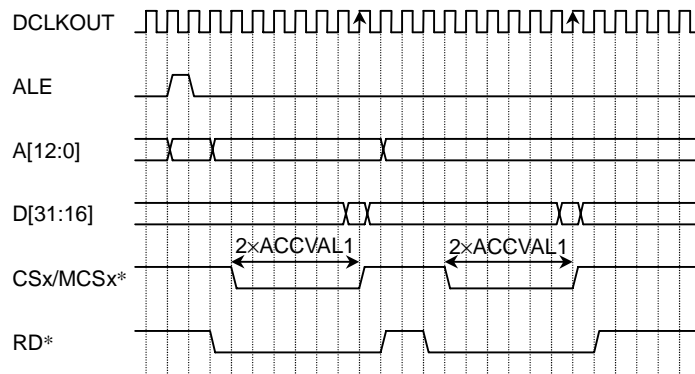 DCLKOUT
ALE
A[12:0]
D[31:16]
2×ACCVAL1 2×ACCVAL1
CSx/MCSx*
RD*